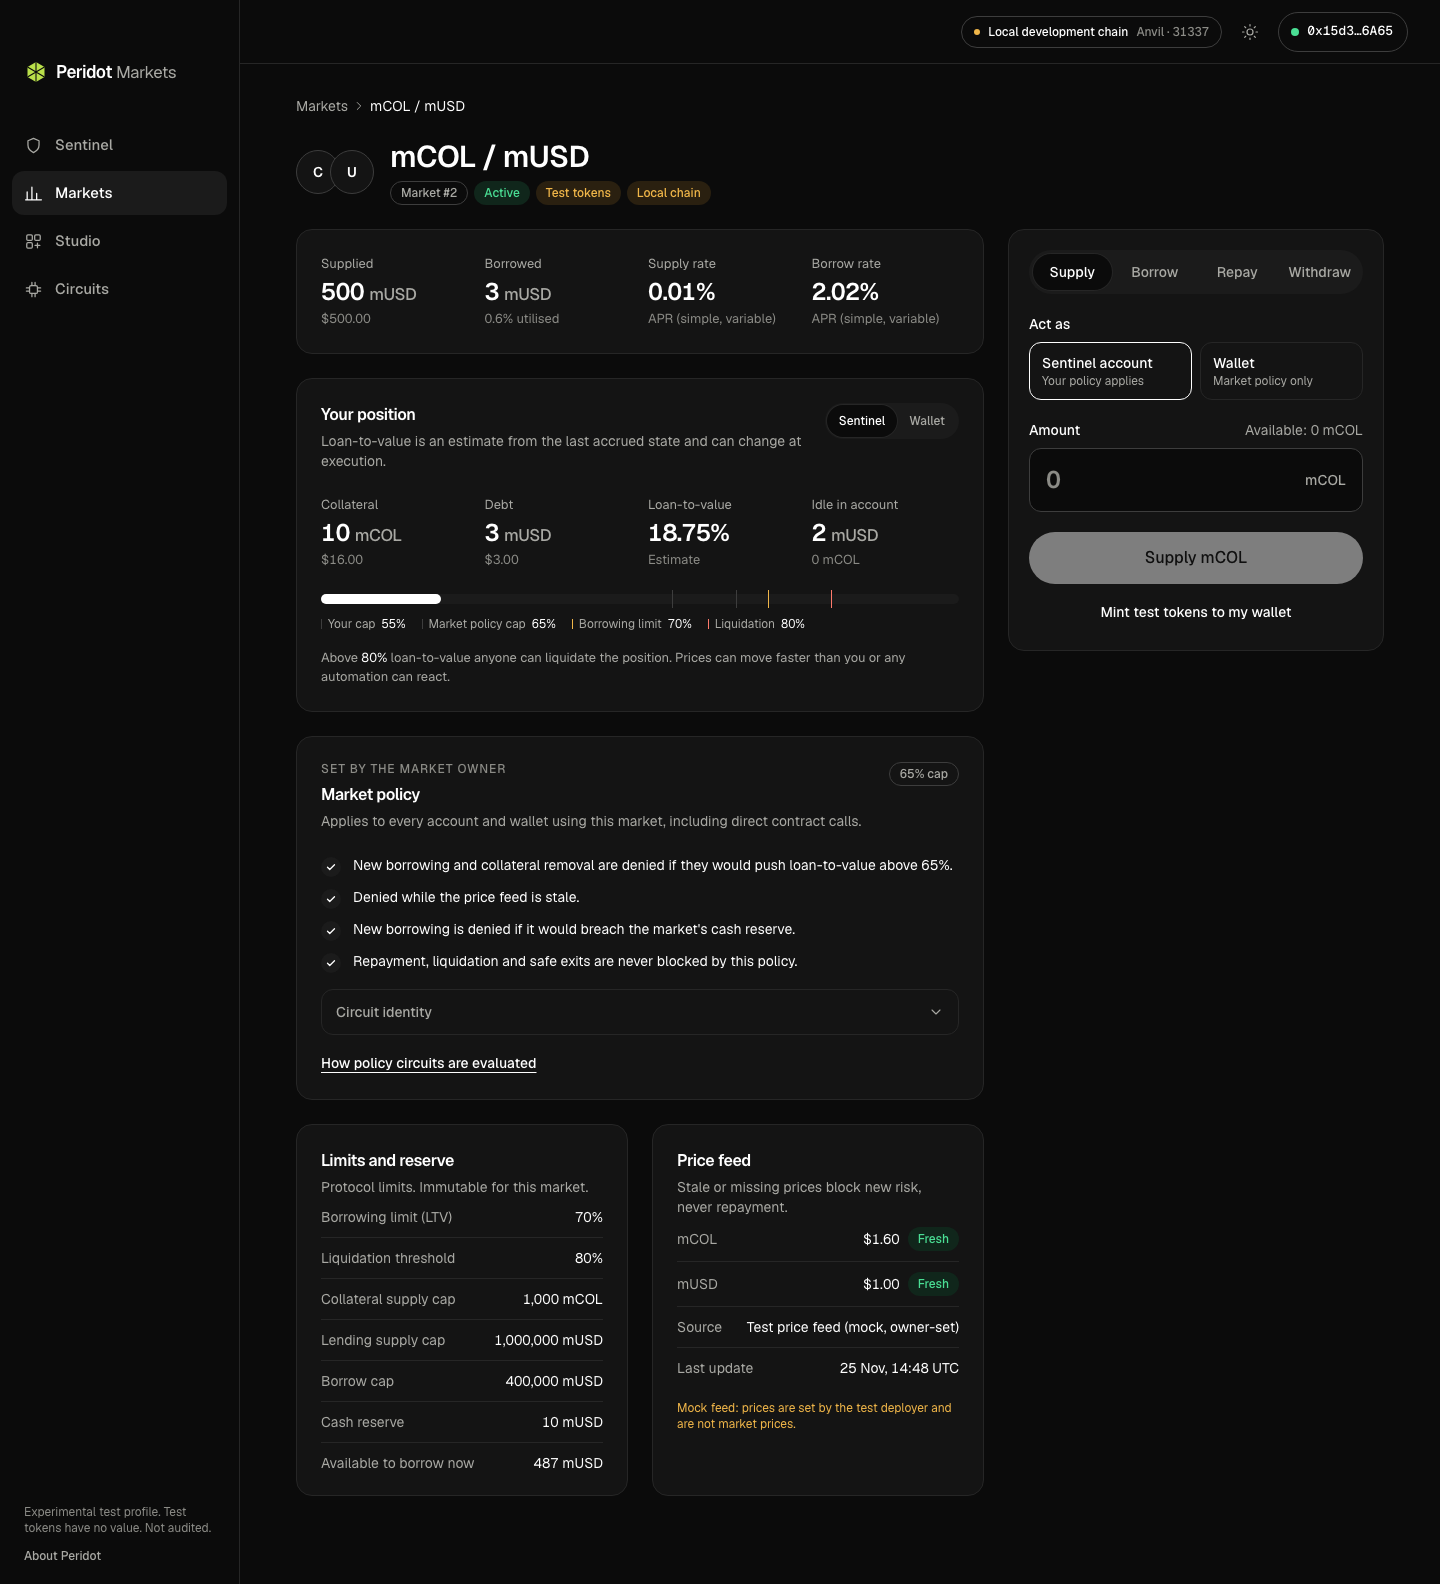 Local development chain Anvil · 31337
0x15d3…6A65
Peridot Markets
Sentinel
Markets
Studio
Circuits
Experimental test profile. Test
tokens have no value. Not audited.
About Peridot
Markets > mCOL / mUSD
C U
mCOL / mUSD
Market #2 Active Test tokens Local chain
Supplied
500 mUSD
$500.00
Borrowed
3 mUSD
0.6% utilised
Supply rate
0.01%
APR (simple, variable)
Borrow rate
2.02%
APR (simple, variable)
Your position
Sentinel Wallet
Loan-to-value is an estimate from the last accrued state and can change at
execution.
Collateral
10 mCOL
$16.00
Debt
3 mUSD
$3.00
Loan-to-value
18.75%
Estimate
Idle in account
2 mUSD
0 mCOL
Your cap 55% Market policy cap 65% Borrowing limit 70% Liquidation 80%
Above 80% loan-to-value anyone can liquidate the position. Prices can move faster than you or any
automation can react.
SET BY THE MARKET OWNER
65% cap
Market policy
Applies to every account and wallet using this market, including direct contract calls.
New borrowing and collateral removal are denied if they would push loan-to-value above 65%.
Denied while the price feed is stale.
New borrowing is denied if it would breach the market's cash reserve.
Repayment, liquidation and safe exits are never blocked by this policy.
Circuit identity
How policy circuits are evaluated
Limits and reserve
Protocol limits. Immutable for this market.
Borrowing limit (LTV) 70%
Liquidation threshold 80%
Collateral supply cap 1,000 mCOL
Lending supply cap 1,000,000 mUSD
Borrow cap 400,000 mUSD
Cash reserve 10 mUSD
Available to borrow now 487 mUSD
Price feed
Stale or missing prices block new risk,
never repayment.
mCOL $1.60 Fresh
mUSD $1.00 Fresh
Source Test price feed (mock, owner-set)
Last update 25 Nov, 14:48 UTC
Mock feed: prices are set by the test deployer and
are not market prices.
Supply Borrow Repay Withdraw
Act as
Sentinel account
Your policy applies
Wallet
Market policy only
Amount Available: 0 mCOL
0 mCOL
Supply mCOL
Mint test tokens to my wallet